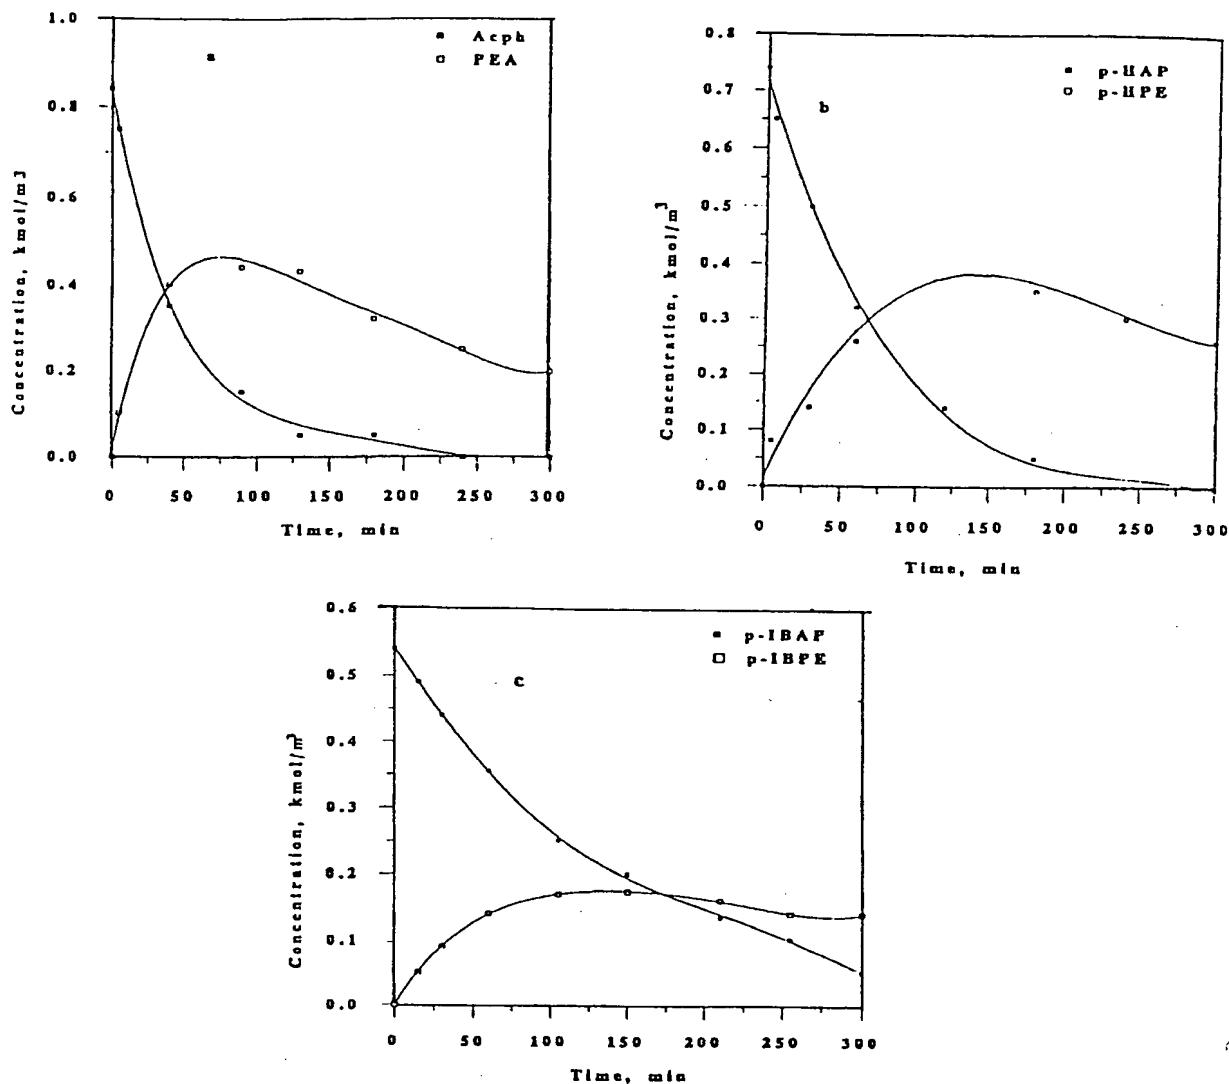 1.0
0.8
0.6
0.4
0.2
0.0
Concentration, kmol/m3
Acph
PEA
a
0 50 100 150 200 250 300
Time, min
0.8
0.7
0.6
0.5
0.4
0.3
0.2
0.1
0.0
Concentration, kmol/m3
p-HAP
p-HPE
b
0 50 100 150 200 250 300
Time, min
0.6
0.5
0.4
0.3
0.2
0.1
0.0
Concentration, kmol/m3
p-IBAP
p-IBPE
c
0 50 100 150 200 250 300
Time, min